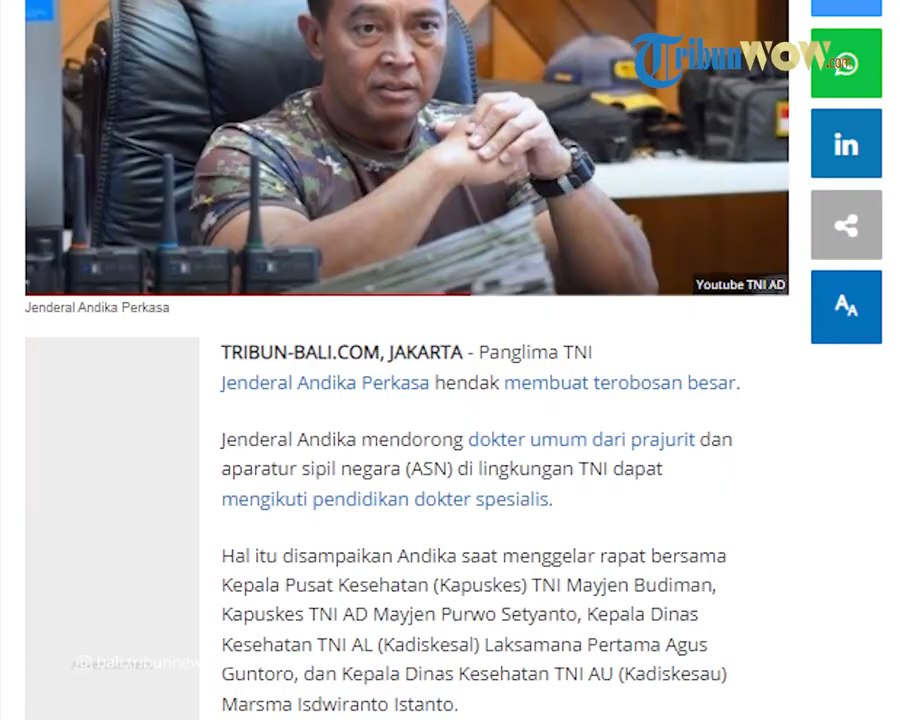 TribunWOW.com
Youtube TNI AD
in
AA
Jenderal Andika Perkasa
TRIBUN-BALI.COM, JAKARTA - Panglima TNI
Jenderal Andika Perkasa hendak membuat terobosan besar.
Jenderal Andika mendorong dokter umum dari prajurit dan
aparatur sipil negara (ASN) di lingkungan TNI dapat
mengikuti pendidikan dokter spesialis.
Hal itu disampaikan Andika saat menggelar rapat bersama
Kepala Pusat Kesehatan (Kapuskes) TNI Mayjen Budiman,
Kapuskes TNI AD Mayjen Purwo Setyanto, Kepala Dinas
Kesehatan TNI AL (Kadiskesal) Laksamana Pertama Agus
Guntoro, dan Kepala Dinas Kesehatan TNI AU (Kadiskesau)
Marsma Isdwiranto Istanto.